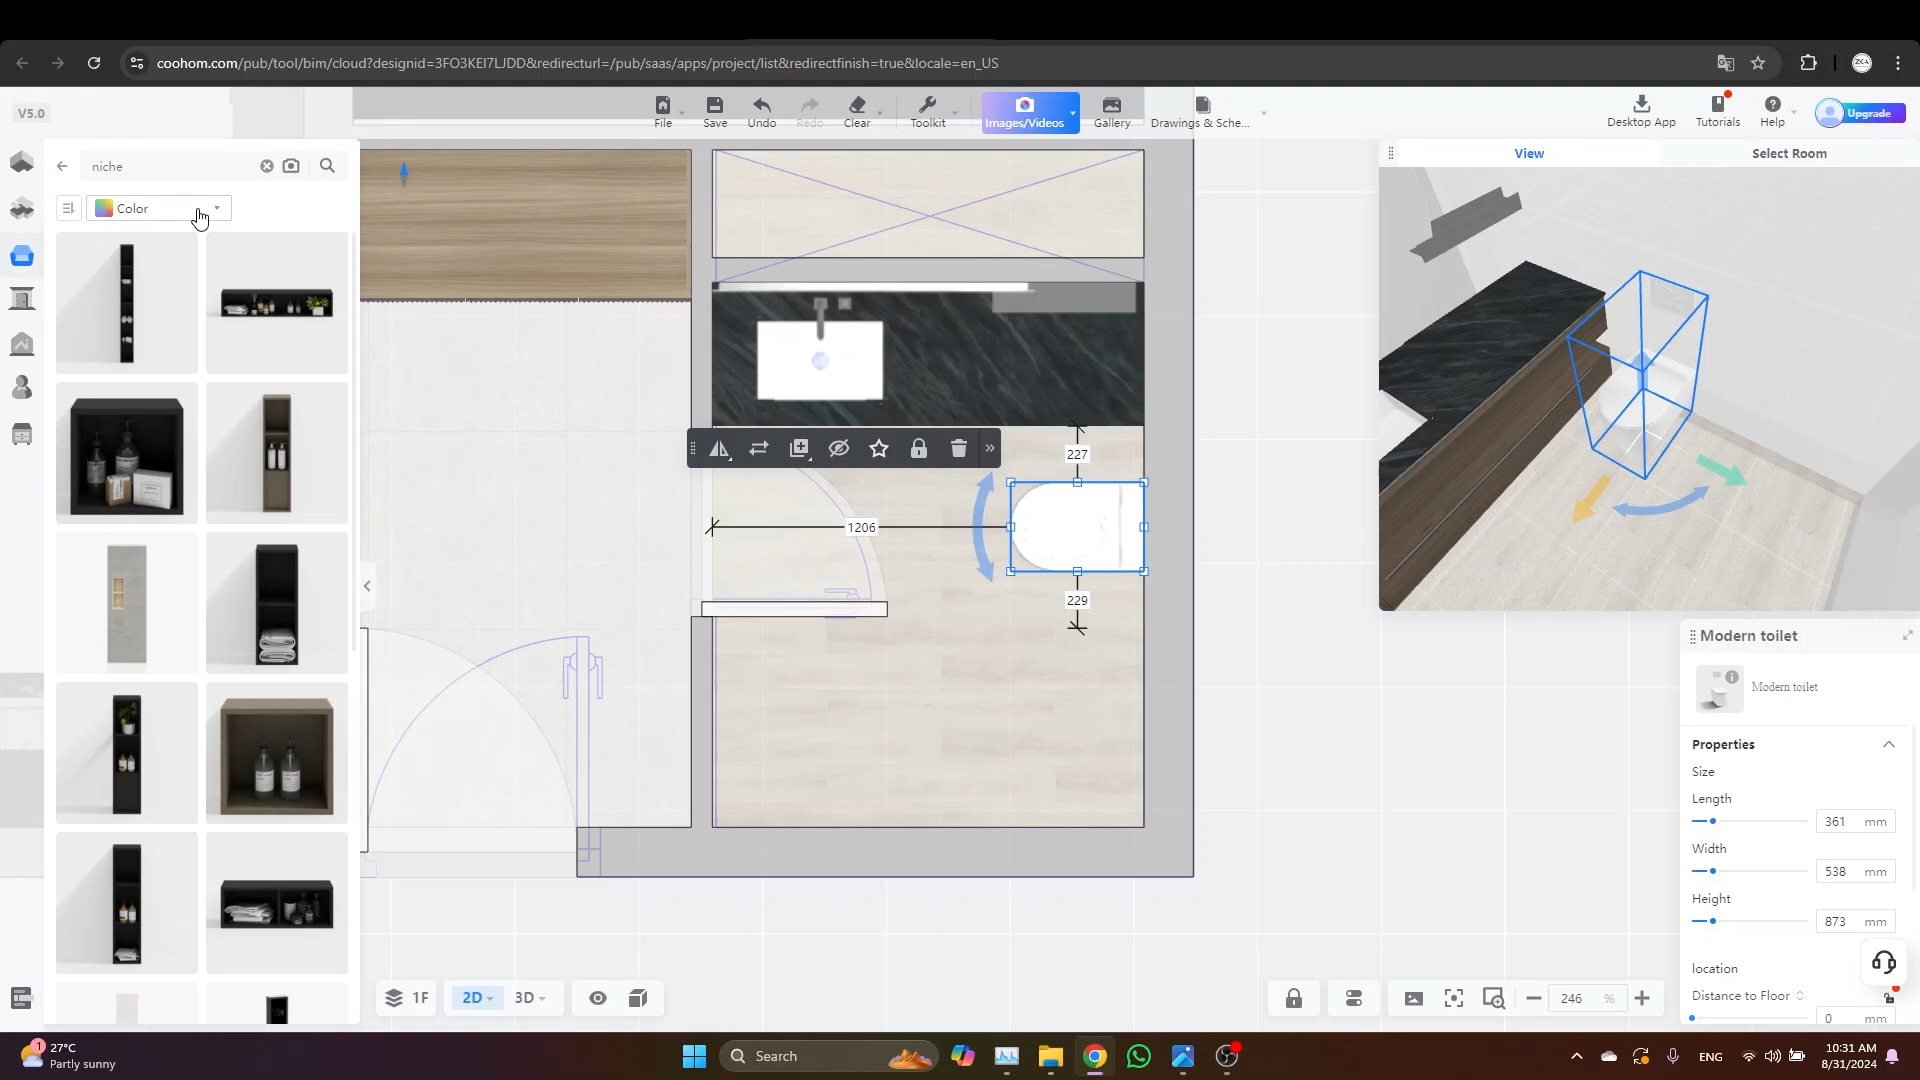 coohom.com/pub/tool/bim/cloud?designid=3FO3KEI7LJDD&redirecturl=/pub/saas/apps/project/list&redirectfinish=true&locale=en_US
V5.0
File
Save
Undo
Redo
Clear
Toolkit
Images/Videos
Gallery
Drawings & Sche...
Desktop App
Tutorials
Help
Upgrade
niche
Color
View
Select Room
227
1206
229
Modern toilet
Modern toilet
Properties
Size
Length
361 mm
Width
538 mm
Height
873 mm
location
Distance to Floor
0 mm
1F
2D
3D
246 %
1
27°C
Partly sunny
Search
ENG
10:31 AM
8/31/2024